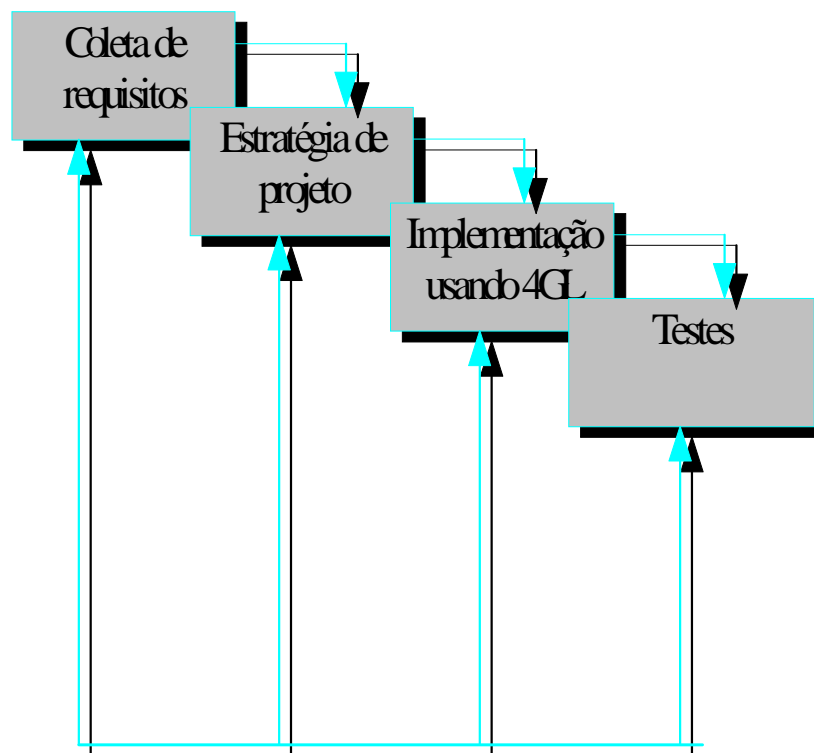 Coleta de
requisitos
Estratégia de
projeto
Implementação
usando 4GL
Testes